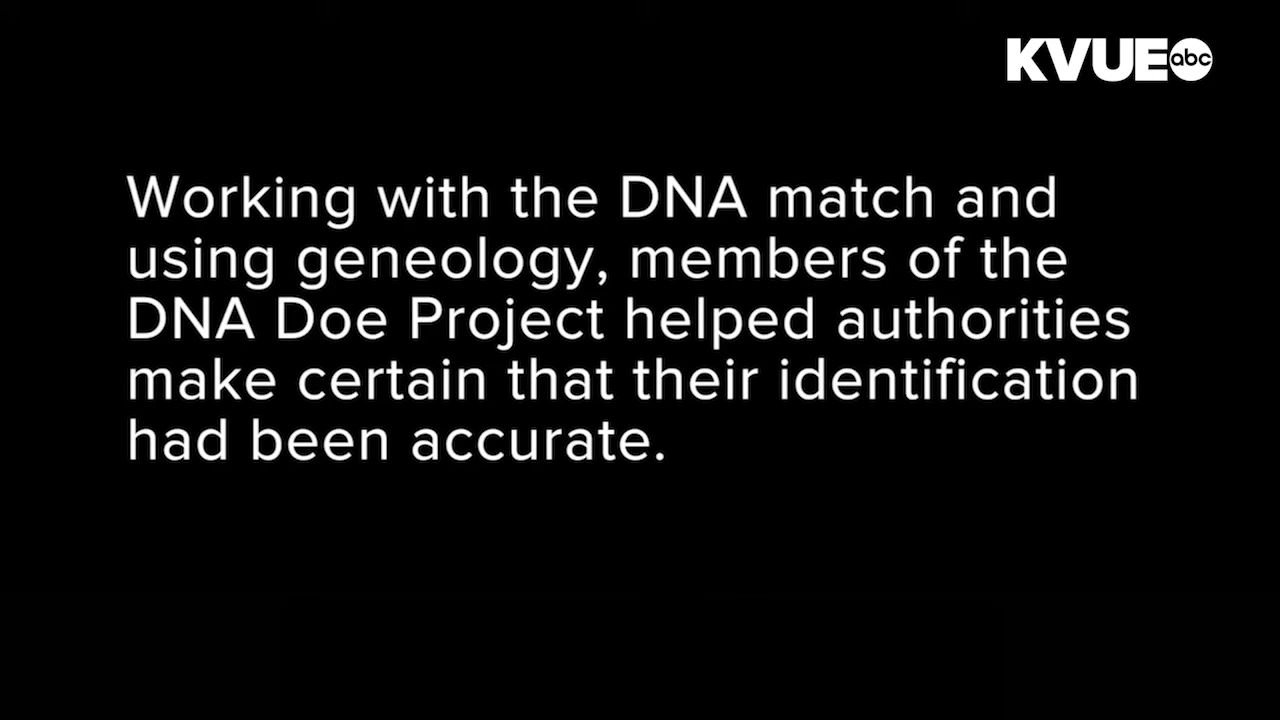 KVUE abc
Working with the DNA match and
using geneology, members of the
DNA Doe Project helped authorities
make certain that their identification
had been accurate.